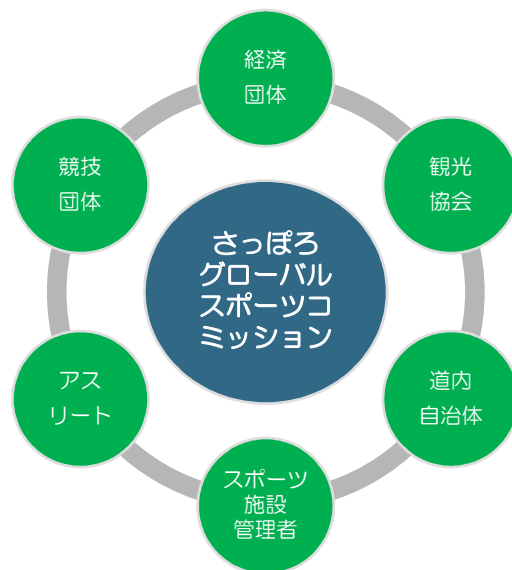 経済
団体
競技
団体
観光
協会
さっぽろ
グローバル
スポーツコ
ミッション
アス
リート
道内
自治体
スポーツ
施設
管理者